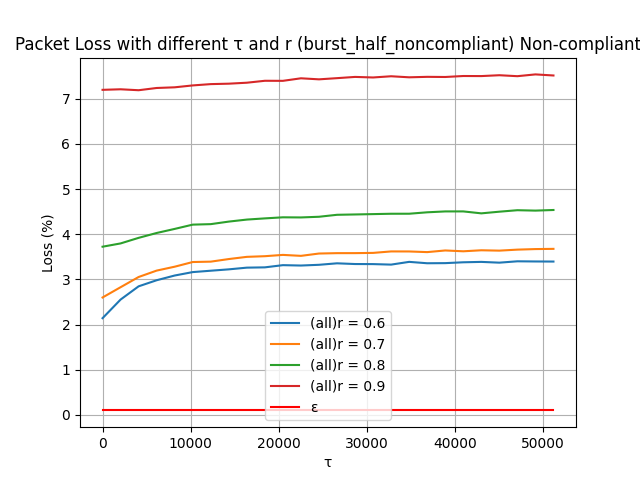 Packet Loss with different τ and r (burst_half_noncompliant) Non-compliant
Loss (%)
7
6
5
4
3
2
1
0
(all)r = 0.6
(all)r = 0.7
(all)r = 0.8
(all)r = 0.9
ε
0 10000 20000 30000 40000 50000
τ